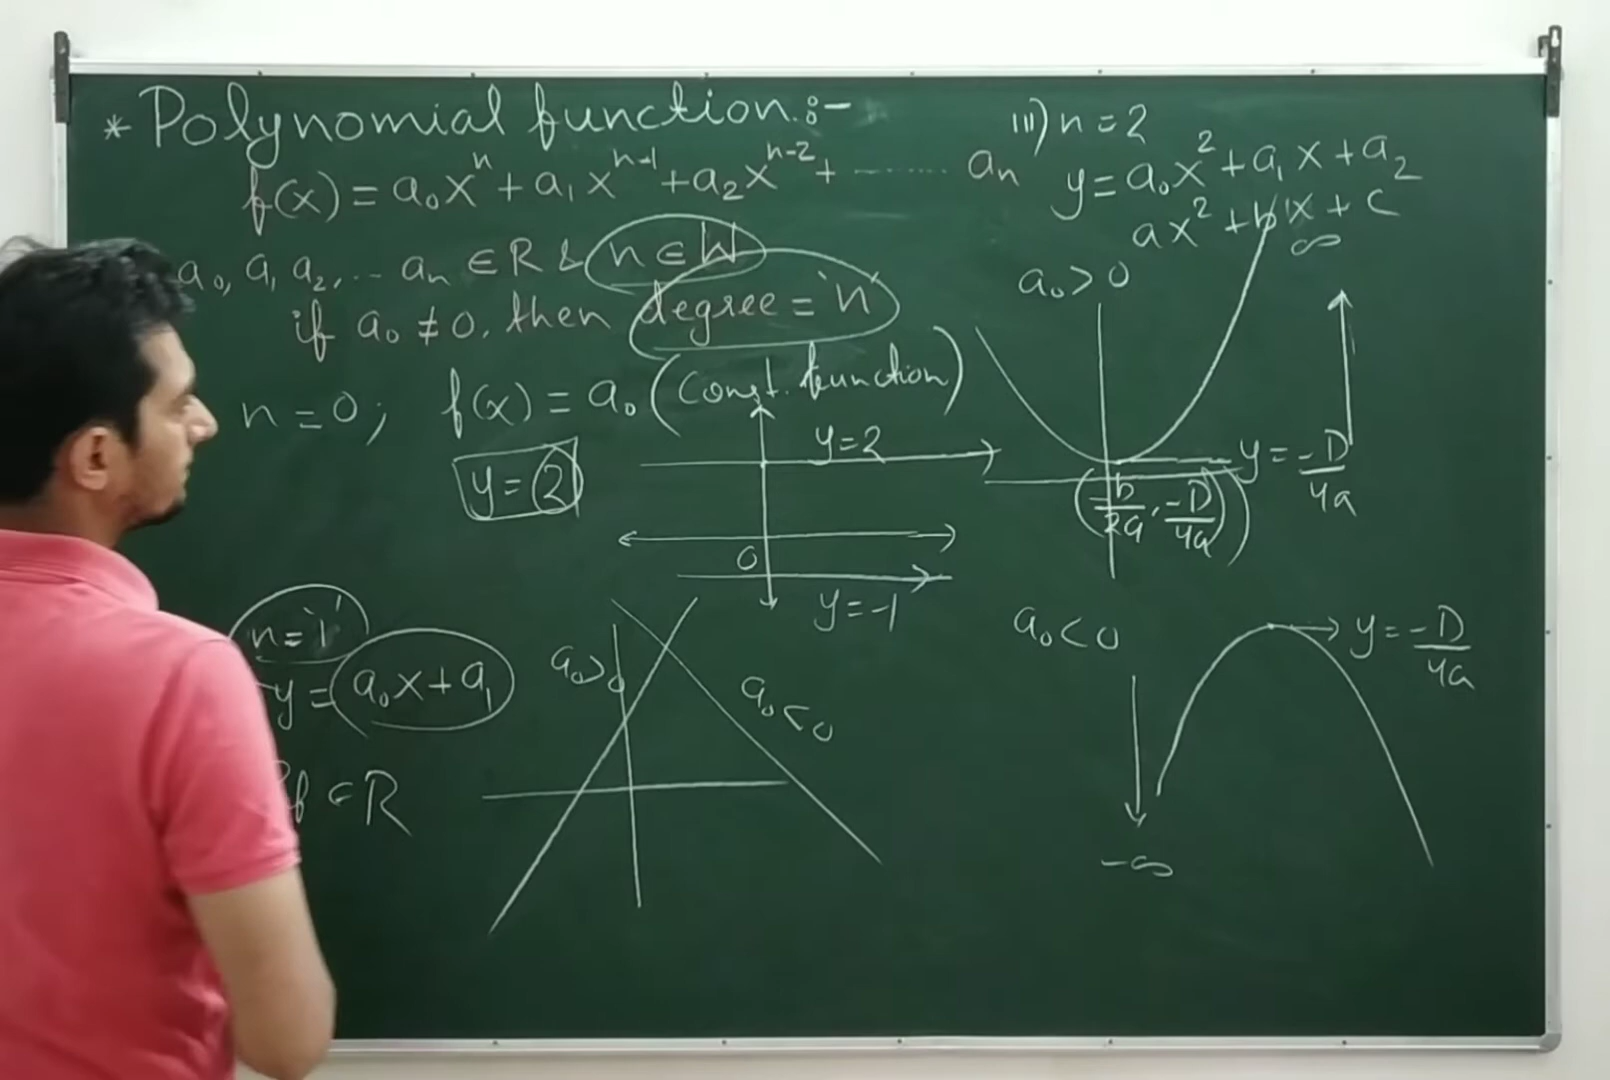 * Polynomial function:-
f(x) = a₀xⁿ + a₁xⁿ⁻¹ + a₂xⁿ⁻² + ........ aₙ
a₀, a₁ a₂, ... aₙ ∈ R & n ∈ W
if a₀ ≠ 0, then degree = 'n'
n = 0; f(x) = a₀ (Const. function)
y = 2
y = 2
0
y = -1
n = '1'
y = a₀x + a₁
f ∈ R
a₀>0
a₀<0
iii) n = 2
y = a₀x² + a₁x + a₂
ax² + bx + c
∞
a₀ > 0
y = -D/4a
(-b/2a, -D/4a)
a₀ < 0
y = -D/4a
-∞